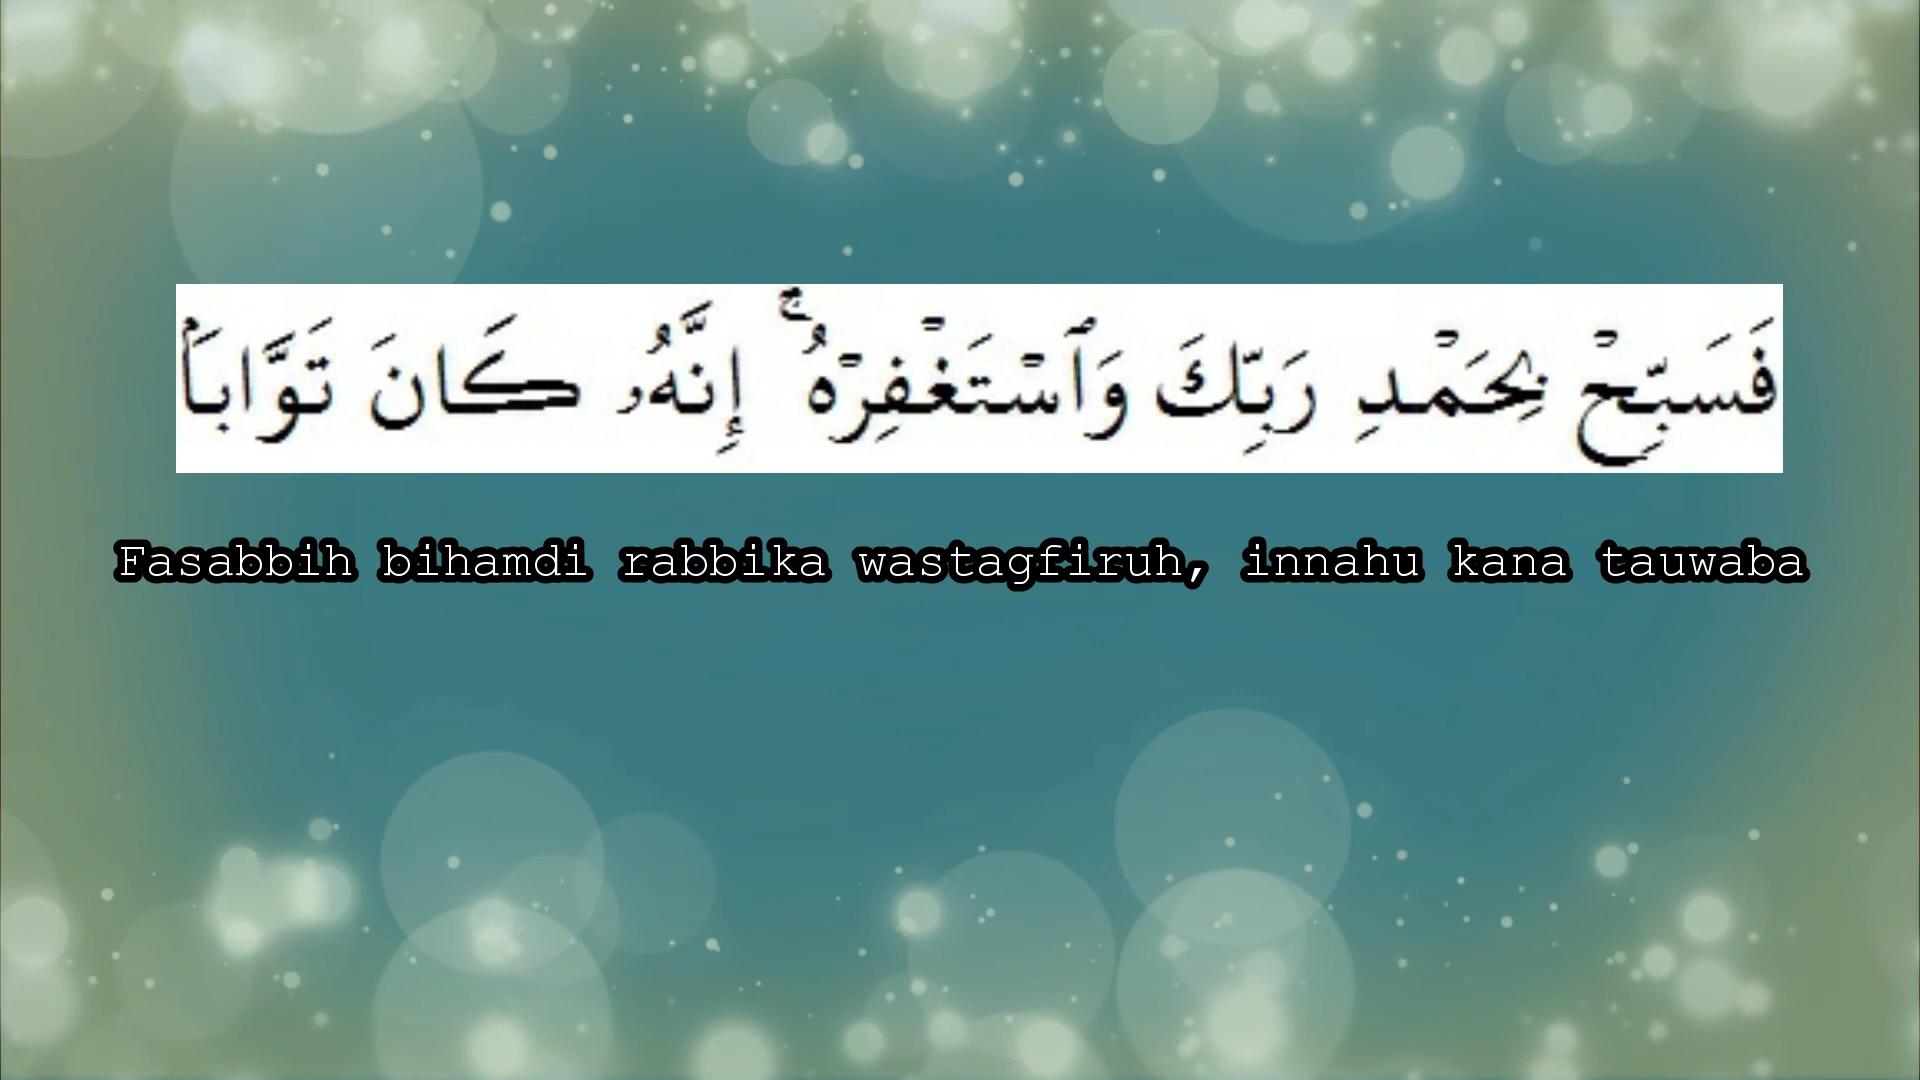 فَسَبِّحْ بِحَمْدِ رَبِّكَ وَٱسْتَغْفِرْهُ ۚ إِنَّهُۥ كَانَ تَوَّابَۢا
Fasabbih bihamdi rabbika wastagfiruh, innahu kana tauwaba